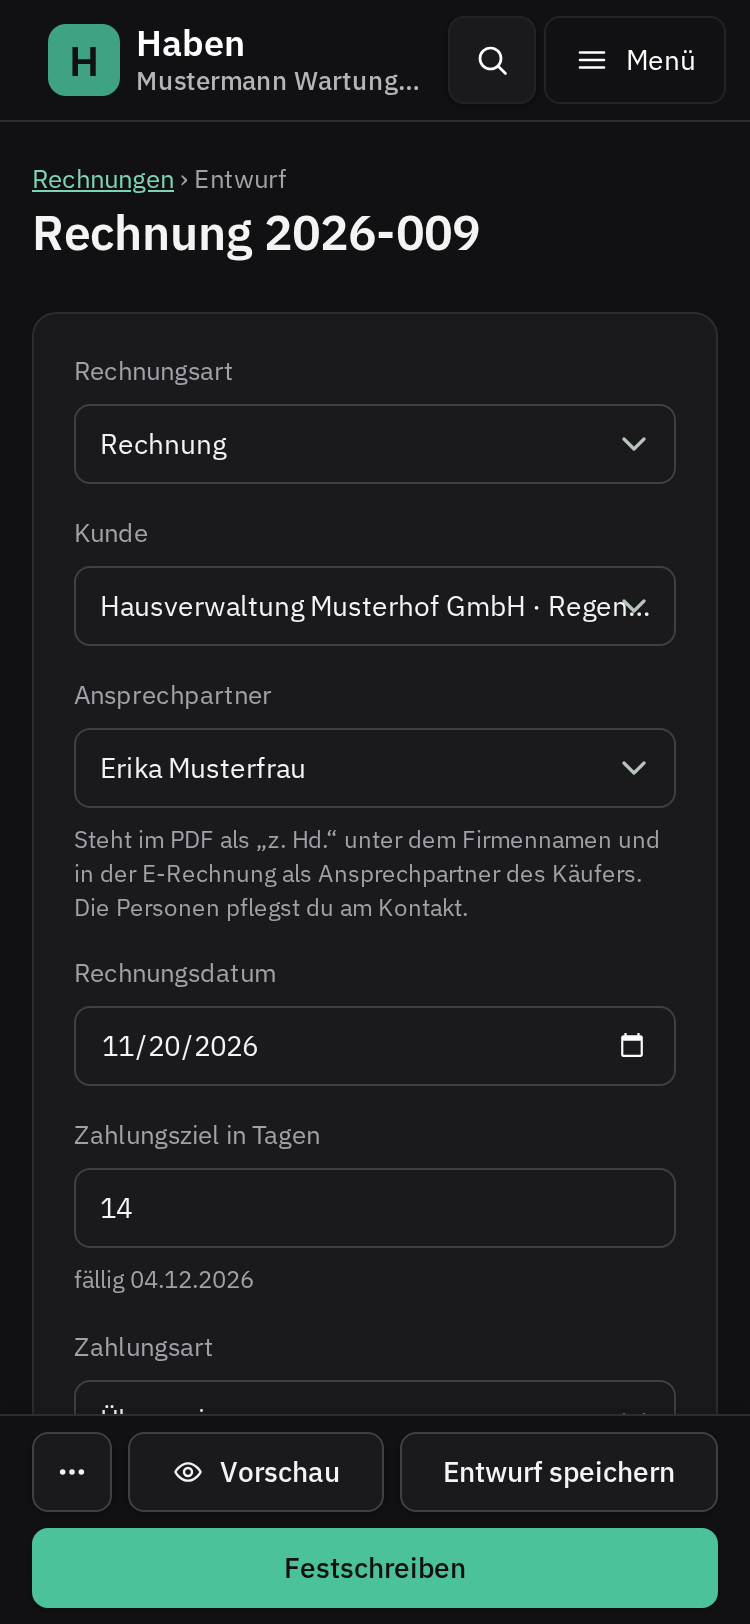 H
Haben
Mustermann Wartung...
Menü
Rechnungen › Entwurf
Rechnung 2026-009
Rechnungsart
Rechnung
Kunde
Hausverwaltung Musterhof GmbH · Regen...
Ansprechpartner
Erika Musterfrau
Steht im PDF als „z. Hd.“ unter dem Firmennamen und
in der E-Rechnung als Ansprechpartner des Käufers.
Die Personen pflegst du am Kontakt.
Rechnungsdatum
11/20/2026
Zahlungsziel in Tagen
14
fällig 04.12.2026
Zahlungsart
Vorschau
Entwurf speichern
Festschreiben